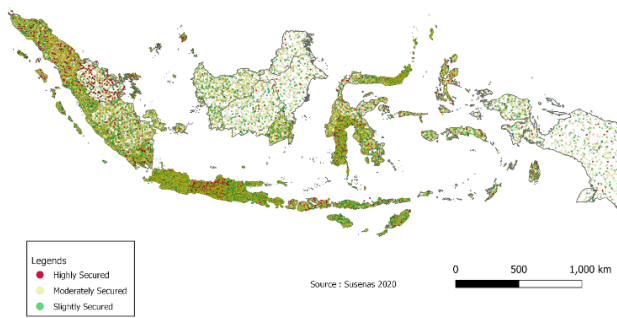 Legends
Highly Secured
Moderately Secured
Slightly Secured
Source : Susenas 2020
0 500 1,000 km